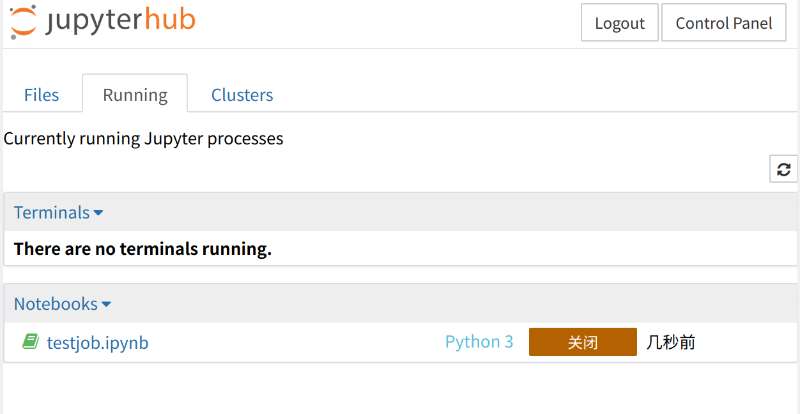 jupyterhub Logout Control Panel
Files Running Clusters
Currently running Jupyter processes
Terminals
There are no terminals running.
Notebooks
testjob.ipynb Python 3 关闭 几秒前